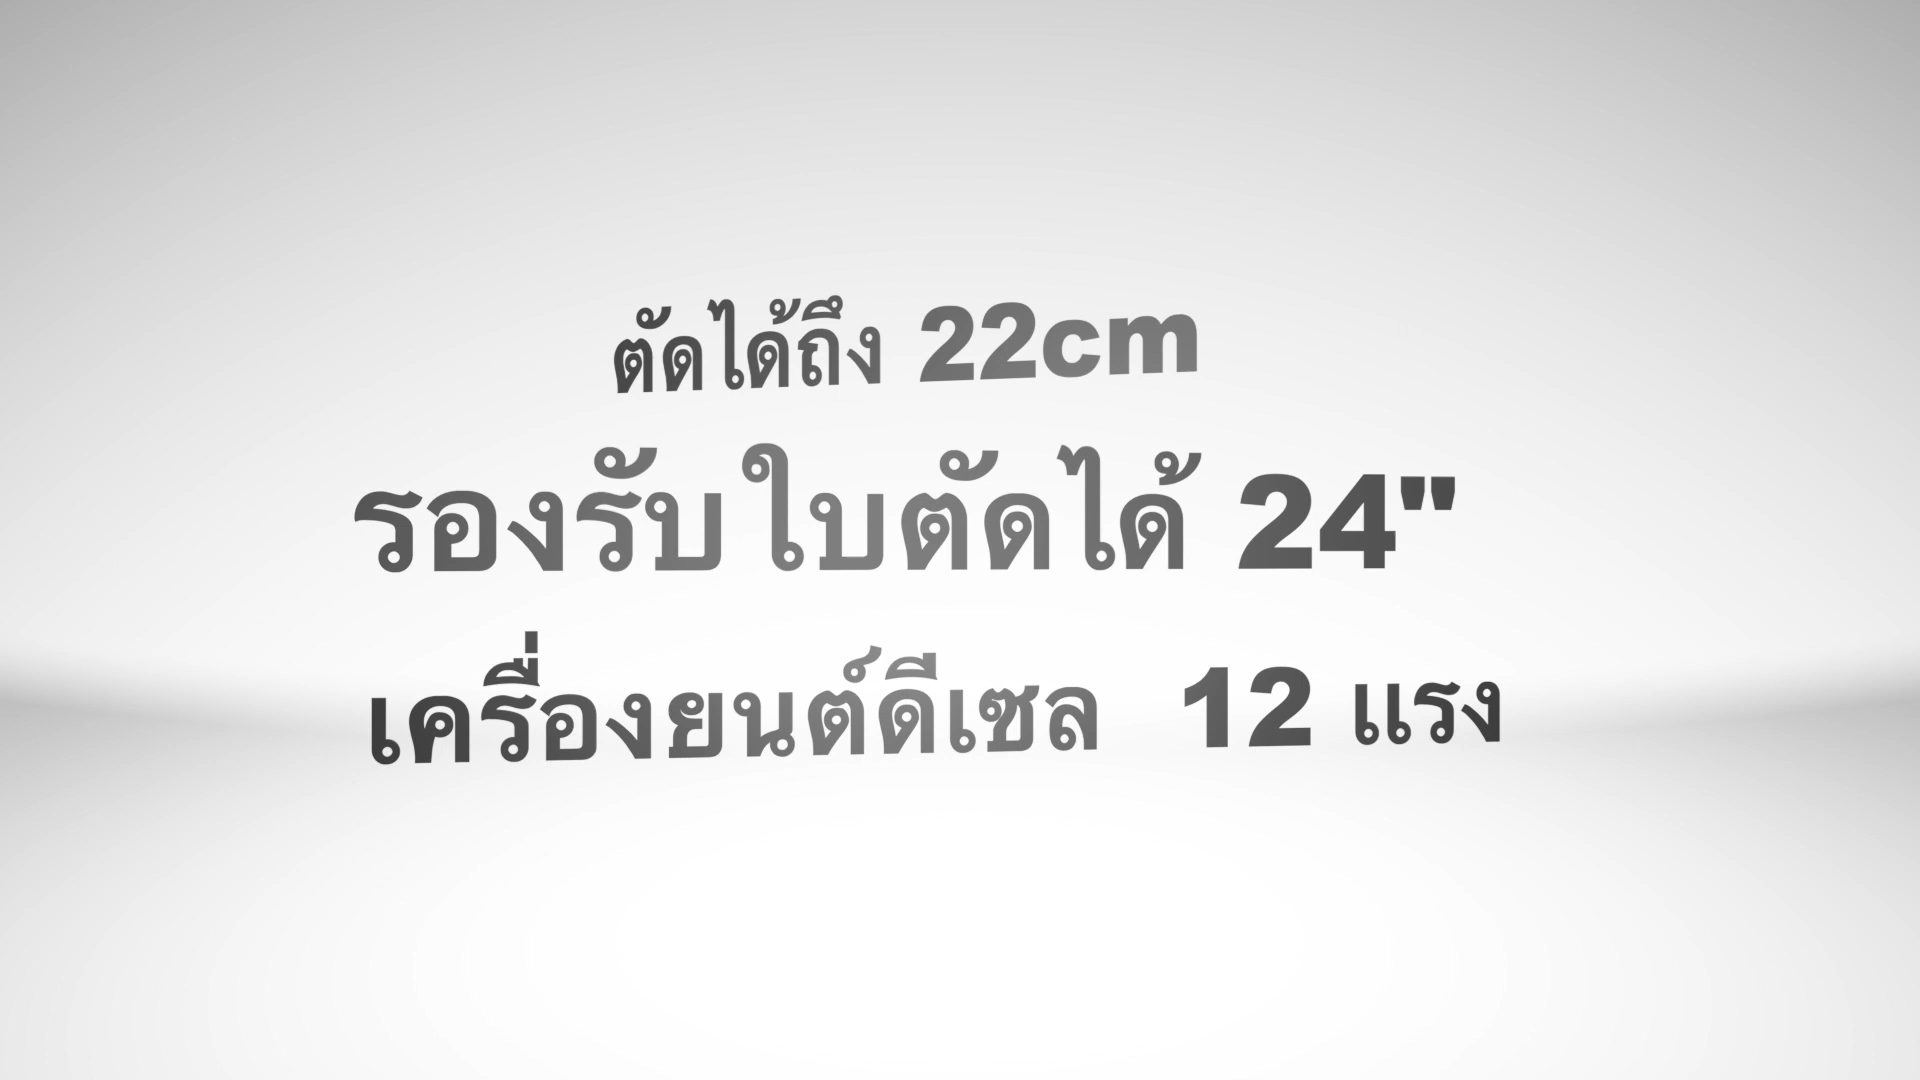 ตัดได้ถึง 22cm
รองรับใบตัดได้ 24"
เครื่องยนต์ดีเซล 12 แรง